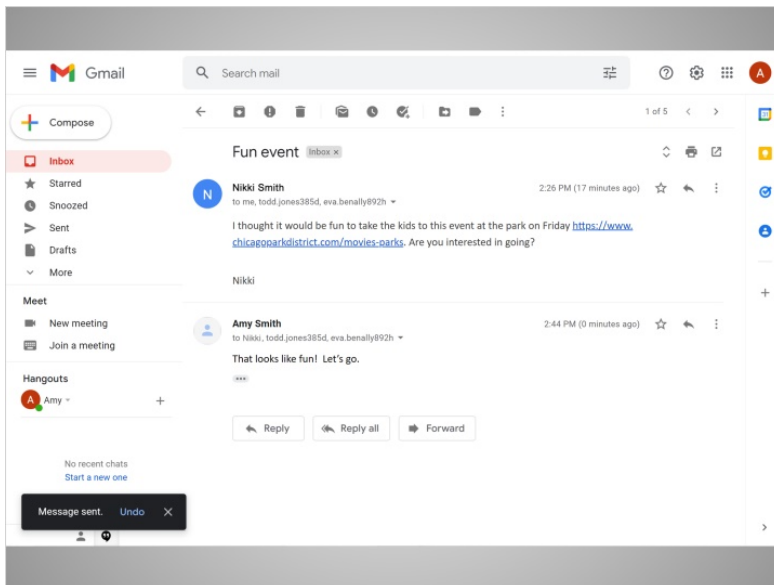 Gmail
Search mail
A
Compose
1 of 5
Inbox
Starred
Snoozed
Sent
Drafts
More
Meet
New meeting
Join a meeting
Hangouts
A Amy
No recent chats
Start a new one
Message sent. Undo
Fun event Inbox x
N
Nikki Smith 2:26 PM (17 minutes ago)
to me, todd.jones385d, eva.benally892h
I thought it would be fun to take the kids to this event at the park on Friday https://www.
chicagoparkdistrict.com/movies-parks. Are you interested in going?
Nikki
Amy Smith 2:44 PM (0 minutes ago)
to Nikki, todd.jones385d, eva.benally892h
That looks like fun!  Let's go.
Reply Reply all Forward